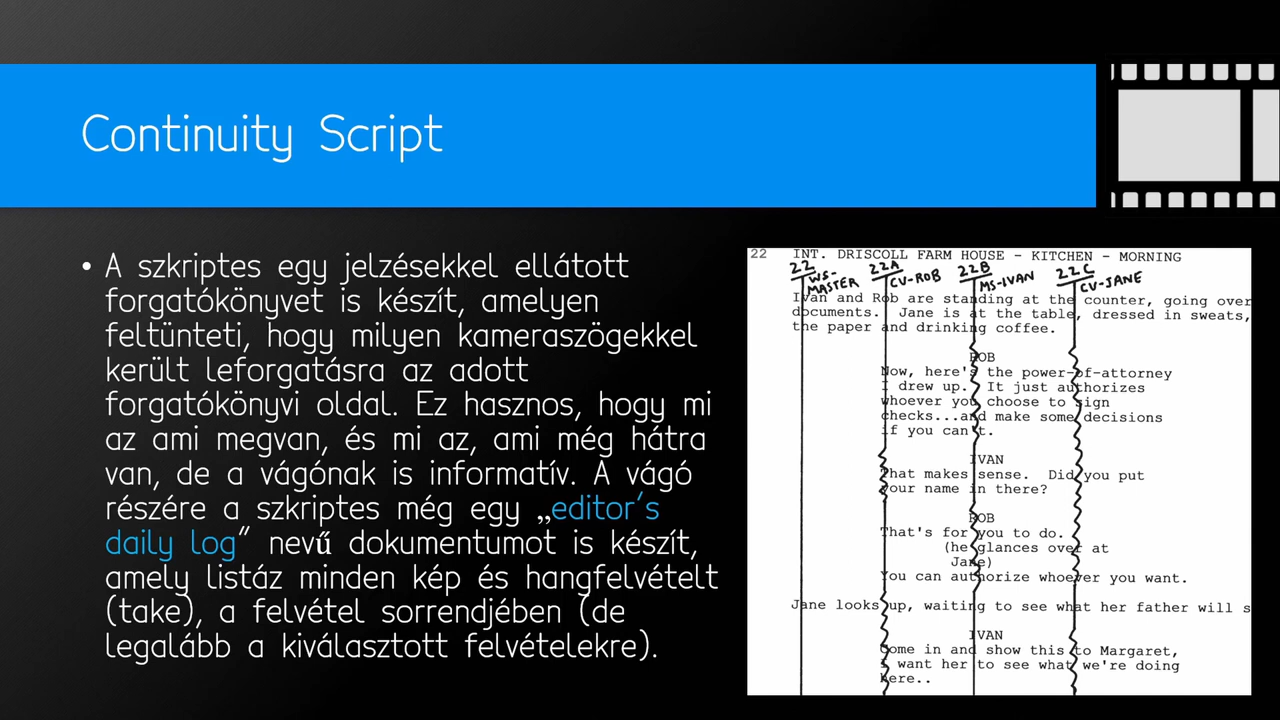 Continuity Script
• A szkriptes egy jelzésekkel ellátott
forgatókönyvet is készít, amelyen
feltünteti, hogy milyen kameraszögekkel
került leforgatásra az adott
forgatókönyvi oldal. Ez hasznos, hogy mi
az ami megvan, és mi az, ami még hátra
van, de a vágónak is informatív. A vágó
részére a szkriptes még egy „editor's
daily log” nevű dokumentumot is készít,
amely listáz minden kép és hangfelvételt
(take), a felvétel sorrendjében (de
legalább a kiválasztott felvételekre).
22 INT. DRISCOLL FARM HOUSE - KITCHEN - MORNING
22 22A 22B 22C
WS- CU-ROB MS-IVAN CU-JANE
MASTER
Ivan and Rob are standing at the counter, going over
documents. Jane is at the table, dressed in sweats,
the paper and drinking coffee.
ROB
Now, here's the power-of-attorney
I drew up. It just authorizes
whoever you choose to sign
checks...and make some decisions
if you can't.
IVAN
That makes sense. Did you put
your name in there?
ROB
That's for you to do.
(he glances over at
Jane)
You can authorize whoever you want.
Jane looks up, waiting to see what her father will s
IVAN
Come in and show this to Margaret,
I want her to see what we're doing
here..